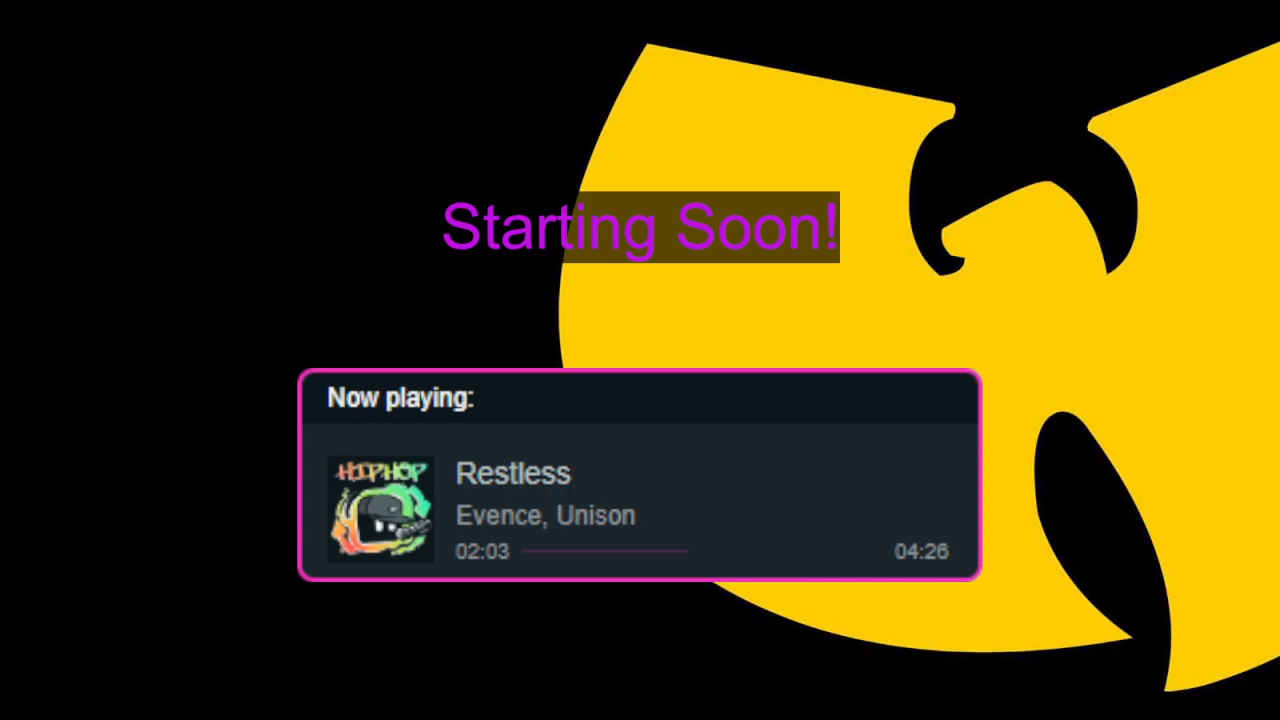 Starting Soon!
Now playing:
HIPHOP
Restless
Evence, Unison
02:03
04:26